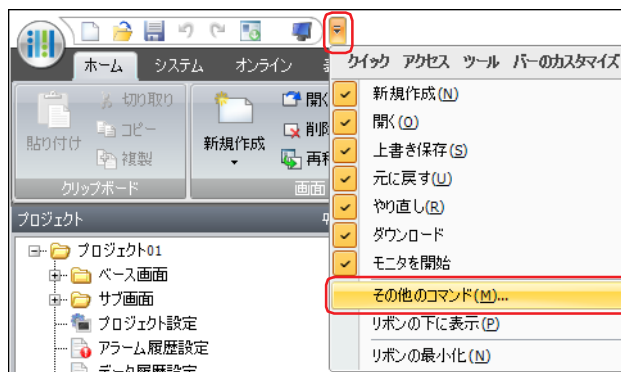 ホーム システム オンライン
クイック アクセス ツール バーのカスタマイズ
新規作成(N)
開く(O)
上書き保存(S)
元に戻す(U)
やり直し(R)
ダウンロード
モニタを開始
その他のコマンド(M)...
リボンの下に表示(P)
リボンの最小化(N)
貼り付け
切り取り
コピー
複製
クリップボード
新規作成
開く
削除
再利
画面
プロジェクト
プロジェクト01
ベース画面
サブ画面
プロジェクト設定
アラーム履歴設定
データ履歴設定